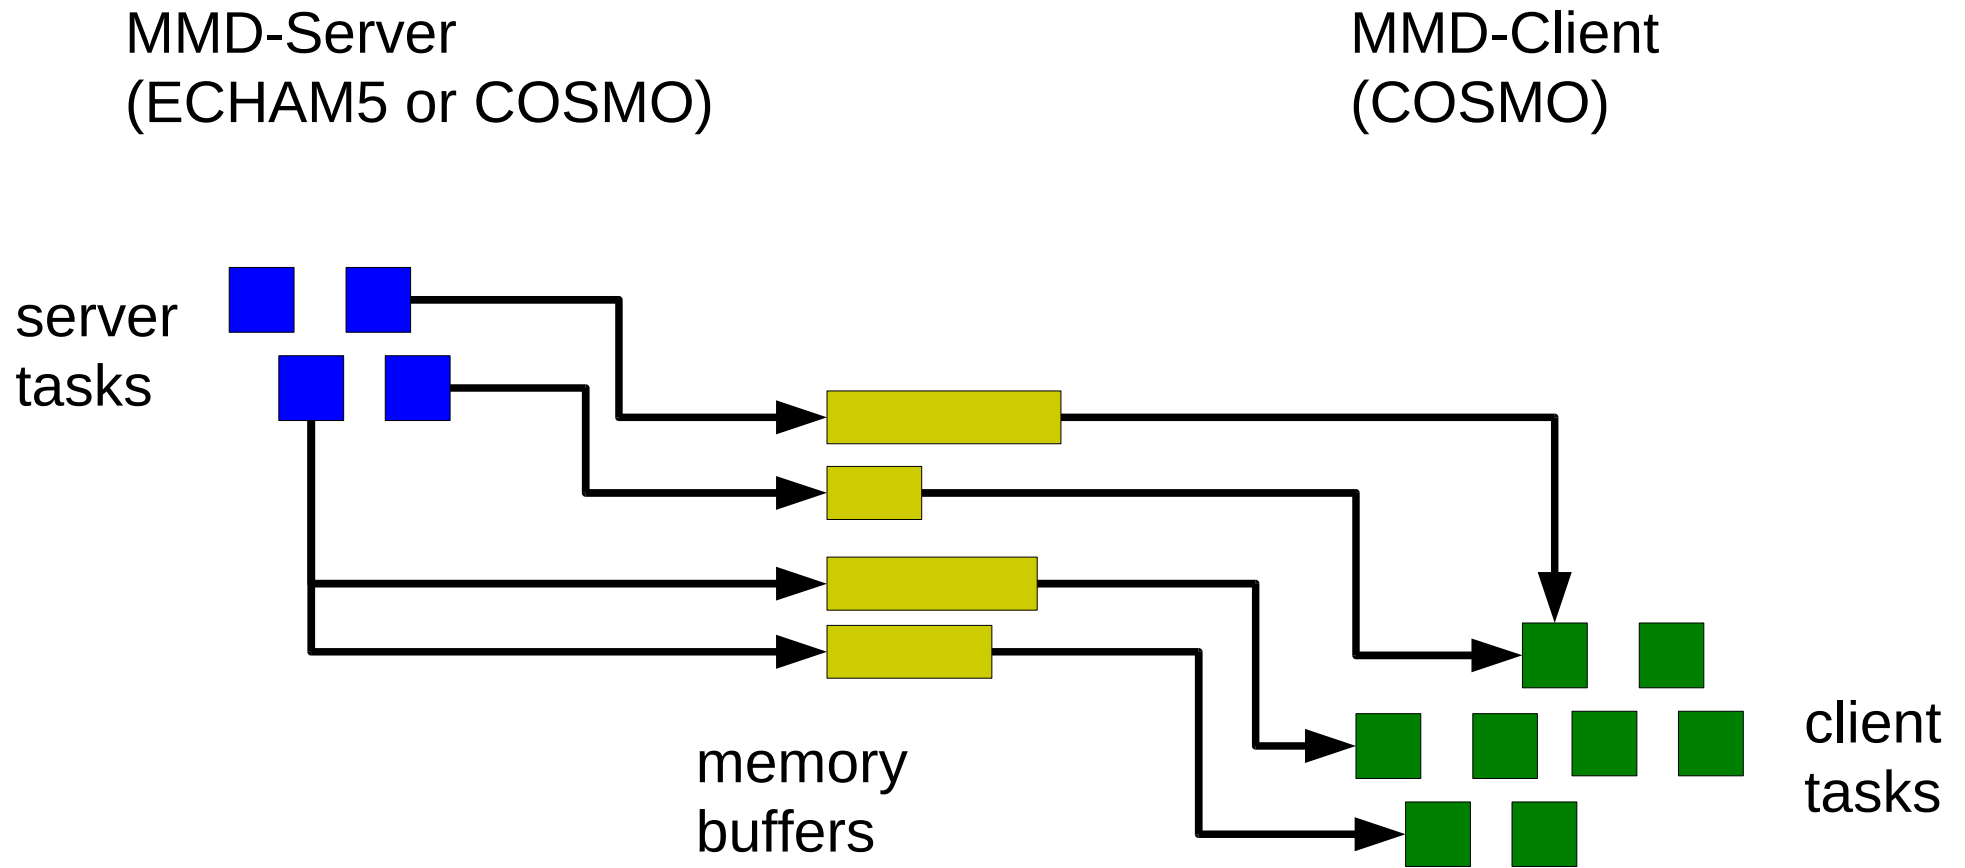 MMD-Server
(ECHAM5 or COSMO)
MMD-Client
(COSMO)
server
tasks
memory
buffers
client
tasks